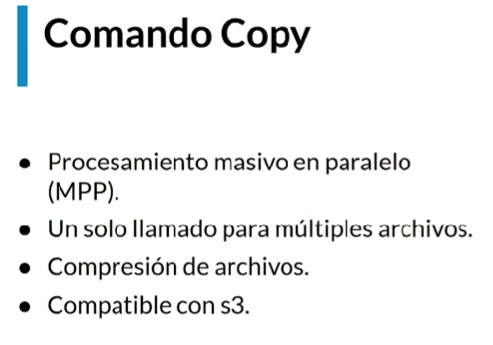 Comando Copy
● Procesamiento masivo en paralelo
(MPP).
● Un solo llamado para múltiples archivos.
● Compresión de archivos.
● Compatible con s3.